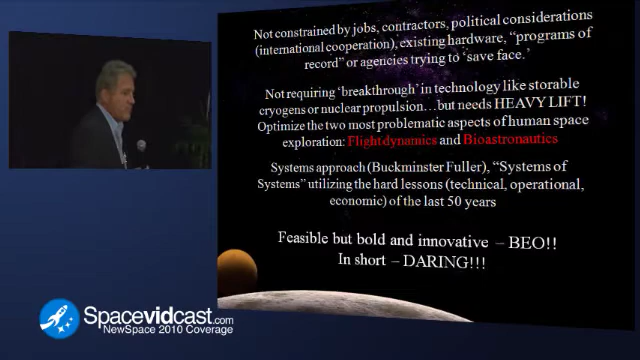 Not constrained by jobs, contractors, political considerations
(international cooperation), existing hardware, “programs of
record” or agencies trying to ‘save face.’
Not requiring ‘breakthrough’ in technology like storable
cryogens or nuclear propulsion…but needs HEAVY LIFT!
Optimize the two most problematic aspects of human space
exploration: Flight dynamics and Bioastronautics
Systems approach (Buckminster Fuller), “Systems of
Systems” utilizing the hard lessons (technical, operational,
economic) of the last 50 years
Feasible but bold and innovative – BEO!!
In short – DARING!!!
Spacevidcast.com
NewSpace 2010 Coverage